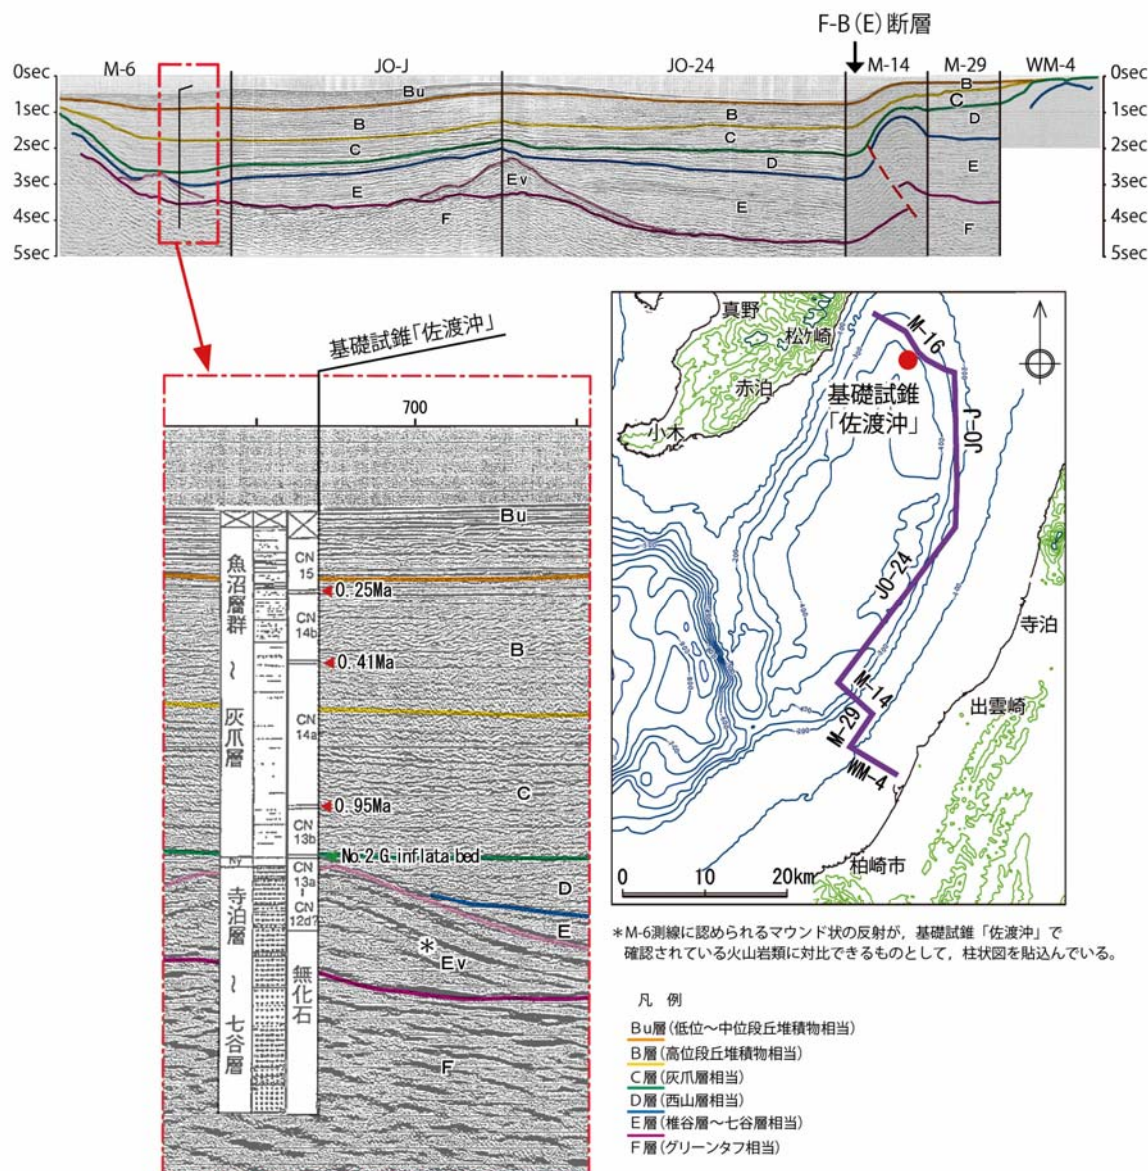 F-B(E)断層
M-6
JO-J
JO-24
M-14
M-29
WM-4
0sec
1sec
2sec
3sec
4sec
5sec
0sec
1sec
2sec
3sec
4sec
5sec
Bu
B
C
E
F
Ev
B
C
D
E
B
C
D
E
F
基礎試錐「佐渡沖」
700
Bu
B
C
D
E
* Ev
F
魚沼層群 ~ 灰爪層
Ny
寺泊層 ~ 七谷層
CN 15
CN 14b
CN 14a
CN 13b
CN 13a ~ CN 12d?
無化石
0.25Ma
0.41Ma
0.95Ma
No.2 G. inflata bed
真野
松ケ崎
赤泊
小木
基礎試錐
「佐渡沖」
M-16
JO-J
JO-24
M-14
M-29
WM-4
寺泊
出雲崎
柏崎市
0 10 20km
*M-6測線に認められるマウンド状の反射が，基礎試錐「佐渡沖」で
確認されている火山岩類に対比できるものとして，柱状図を貼込んでいる。
凡 例
Bu層(低位～中位段丘堆積物相当)
B層(高位段丘堆積物相当)
C層(灰爪層相当)
D層(西山層相当)
E層(椎谷層～七谷層相当)
F層(グリーンタフ相当)